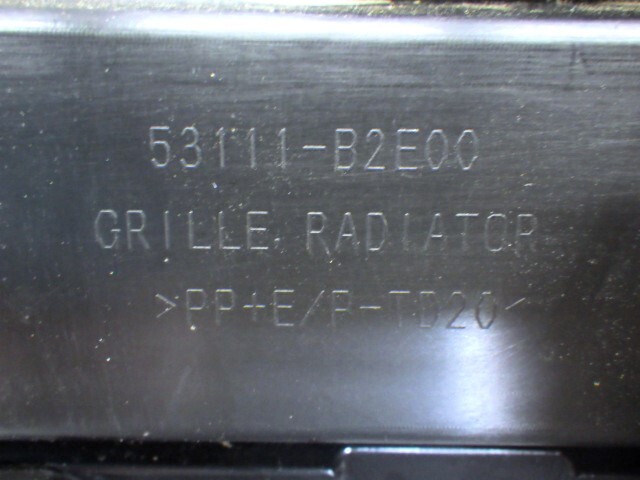 53111-B2E00
GRILLE, RADIATOR
>PP+E/P-TD20<